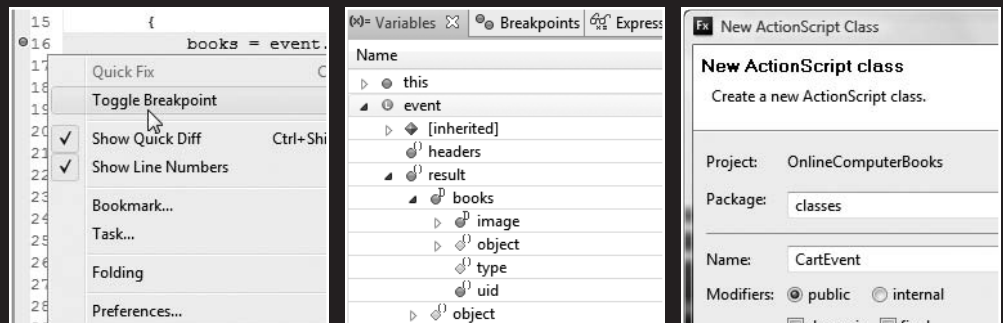 15 {
16 books = event.
17
18
19
20
21
22
23
24
25
26
27
28
Quick Fix C
Toggle Breakpoint
Show Quick Diff Ctrl+Shi
Show Line Numbers
Bookmark...
Task...
Folding
Preferences...
(x)= Variables Breakpoints Express
Name
this
event
[inherited]
headers
result
books
image
object
type
uid
object
Fx New ActionScript Class
New ActionScript class
Create a new ActionScript class.
Project: OnlineComputerBooks
Package: classes
Name: CartEvent
Modifiers: public internal